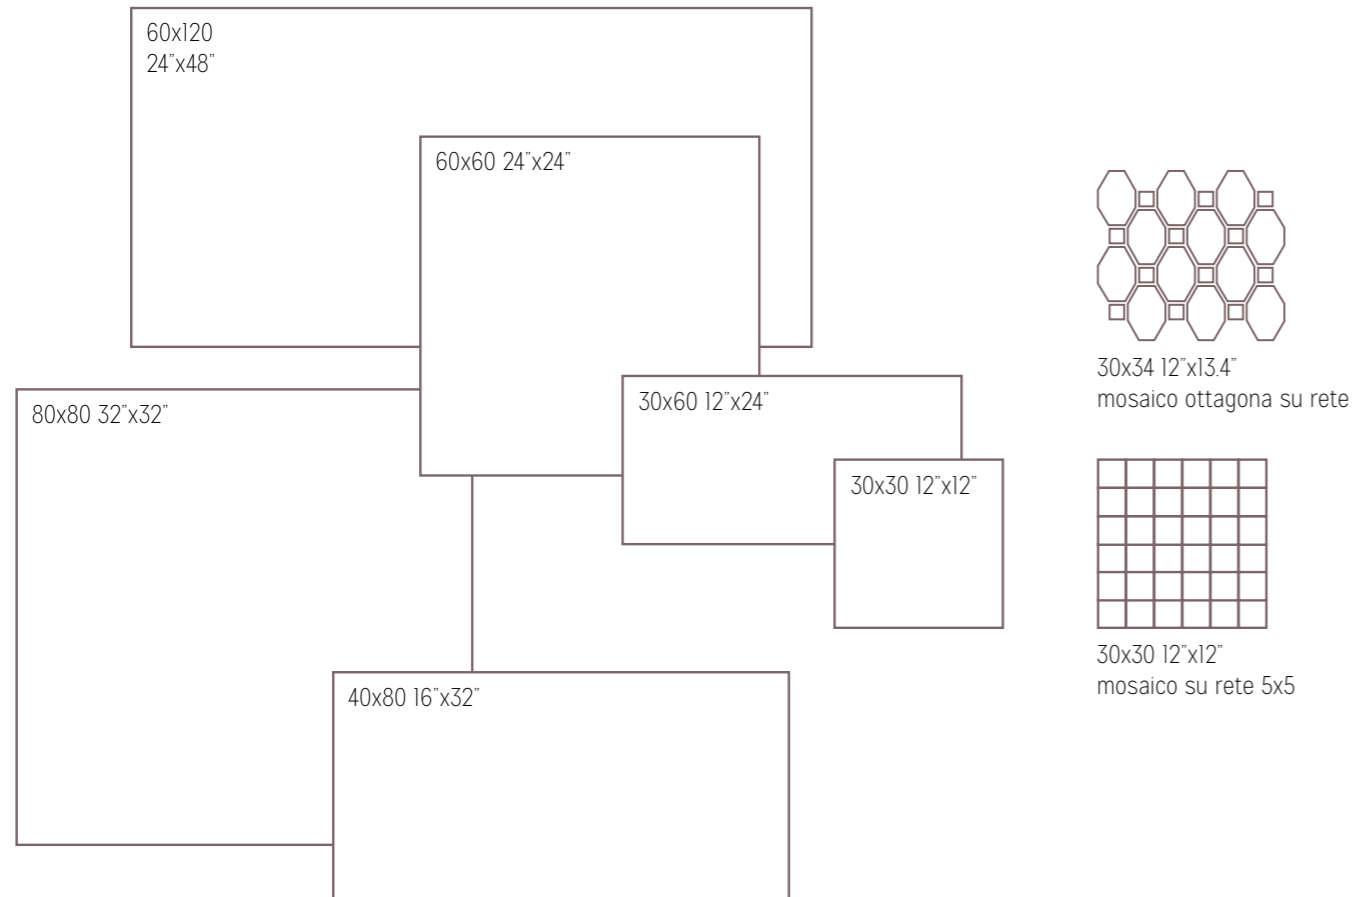 60x120
24"x48"
60x60 24"x24"
80x80 32"x32"
30x60 12"x24"
30x30 12"x12"
40x80 16"x32"
30x34 12"x13.4"
mosaico ottagona su rete
30x30 12"x12"
mosaico su rete 5x5